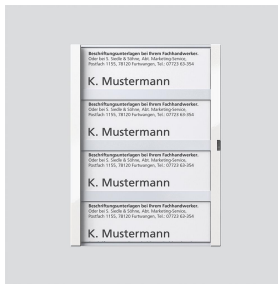 Beschriftungsunterlagen bei Ihrem Fachhandwerker.
Oder bei S. Siedle & Söhne, Abt. Marketing-Service,
Postfach 1155, 78120 Furtwangen, Tel.: 07723 63-354
K. Mustermann
Beschriftungsunterlagen bei Ihrem Fachhandwerker.
Oder bei S. Siedle & Söhne, Abt. Marketing-Service,
Postfach 1155, 78120 Furtwangen, Tel.: 07723 63-354
K. Mustermann
Beschriftungsunterlagen bei Ihrem Fachhandwerker.
Oder bei S. Siedle & Söhne, Abt. Marketing-Service,
Postfach 1155, 78120 Furtwangen, Tel.: 07723 63-354
K. Mustermann
Beschriftungsunterlagen bei Ihrem Fachhandwerker.
Oder bei S. Siedle & Söhne, Abt. Marketing-Service,
Postfach 1155, 78120 Furtwangen, Tel.: 07723 63-354
K. Mustermann